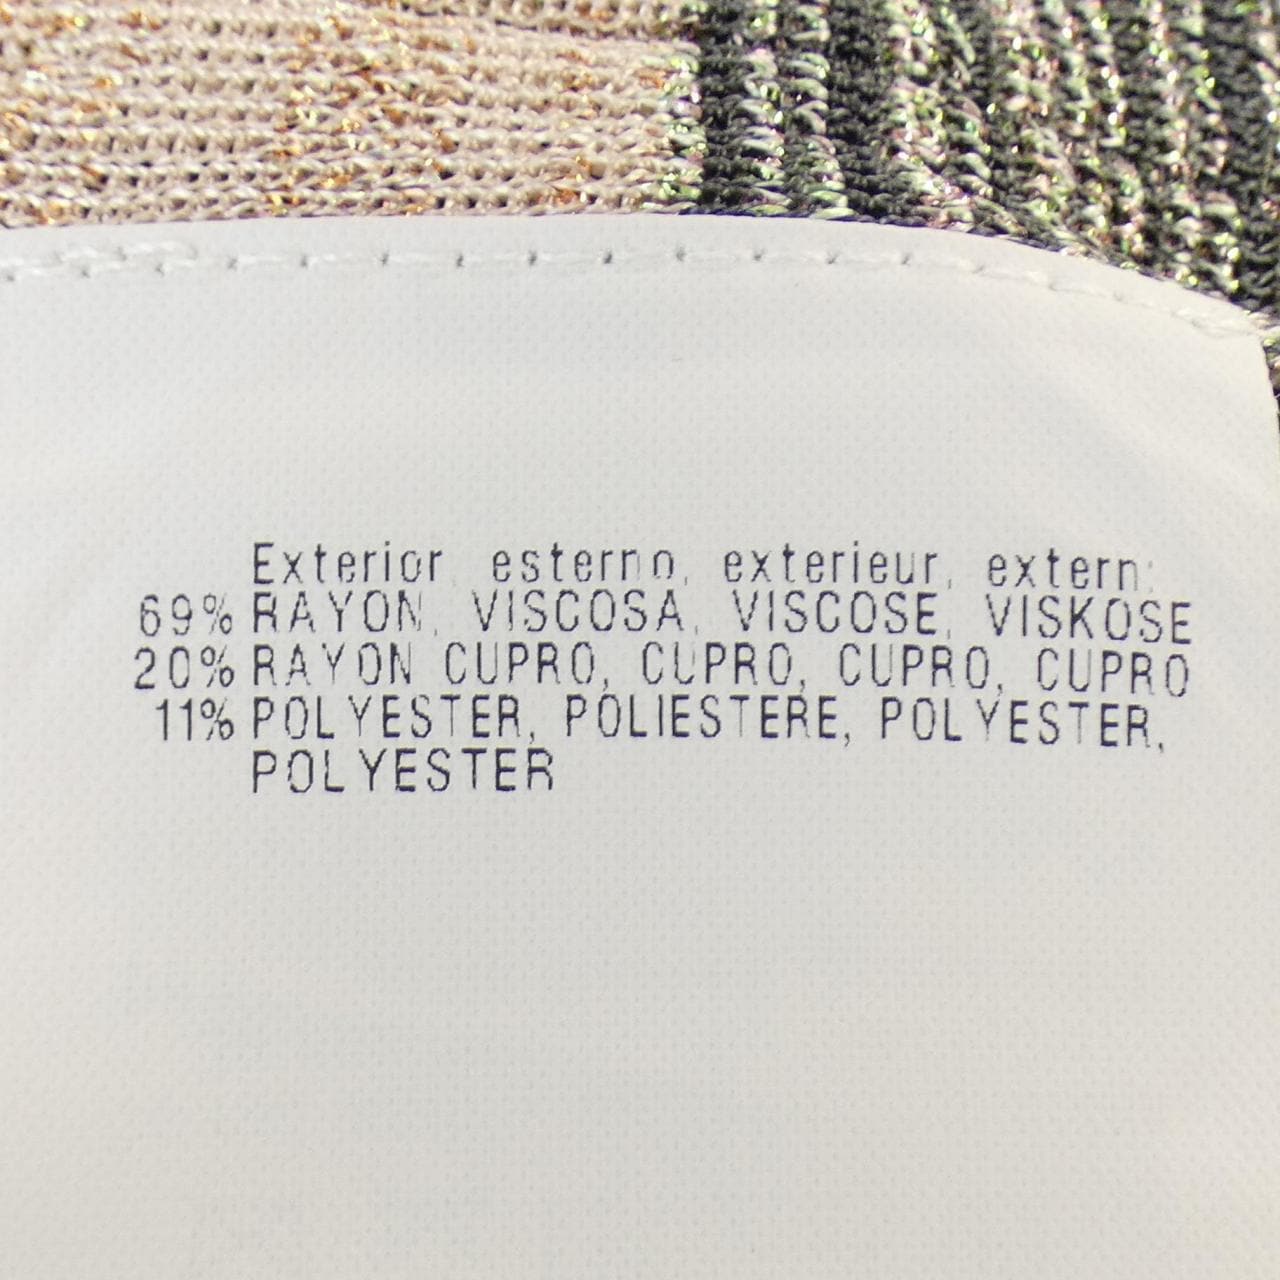 Exterior, esterno, exterieur, extern:
69% RAYON, VISCOSA, VISCOSE, VISKOSE
20% RAYON CUPRO, CUPRO, CUPRO, CUPRO
11% POLYESTER, POLIESTERE, POLYESTER,
POLYESTER